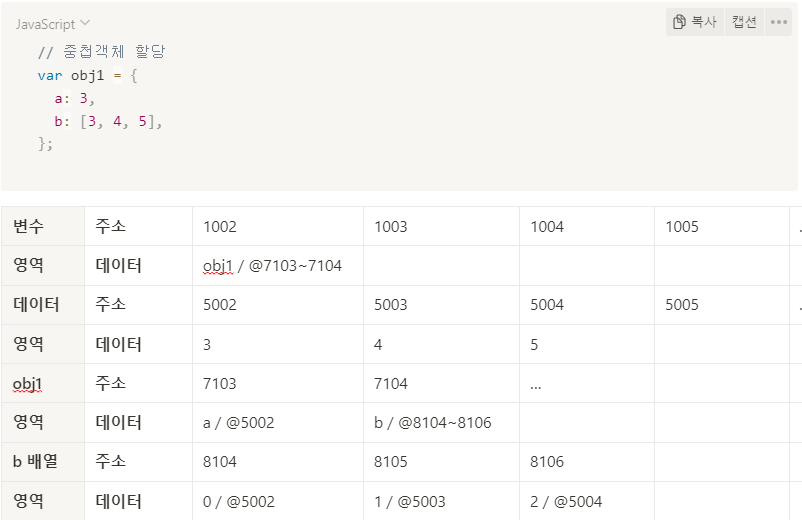 JavaScript 복사 캡션 •••
// 중첩객체 할당
var obj1 = {
  a: 3,
  b: [3, 4, 5],
};
변수 주소 1002 1003 1004 1005 .
영역 데이터 obj1 / @7103~7104
데이터 주소 5002 5003 5004 5005 .
영역 데이터 3 4 5
obj1 주소 7103 7104 ...
영역 데이터 a / @5002 b / @8104~8106
b 배열 주소 8104 8105 8106
영역 데이터 0 / @5002 1 / @5003 2 / @5004